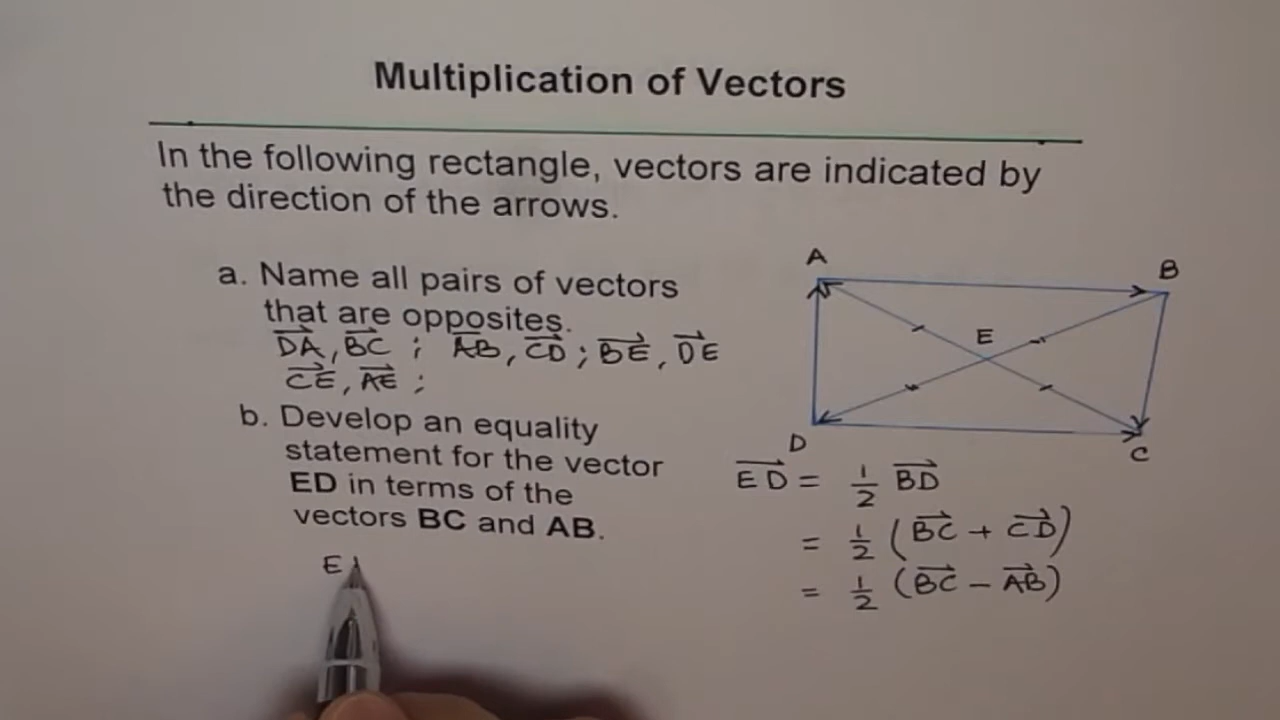 Multiplication of Vectors
In the following rectangle, vectors are indicated by
the direction of the arrows.
a. Name all pairs of vectors
that are opposites.
DA, BC ; AB, CD ; BE, DE
CE, AE ;
b. Develop an equality
statement for the vector
ED in terms of the
vectors BC and AB.
E
A
B
E
D
C
ED = 1/2 BD
= 1/2 (BC + CD)
= 1/2 (BC - AB)